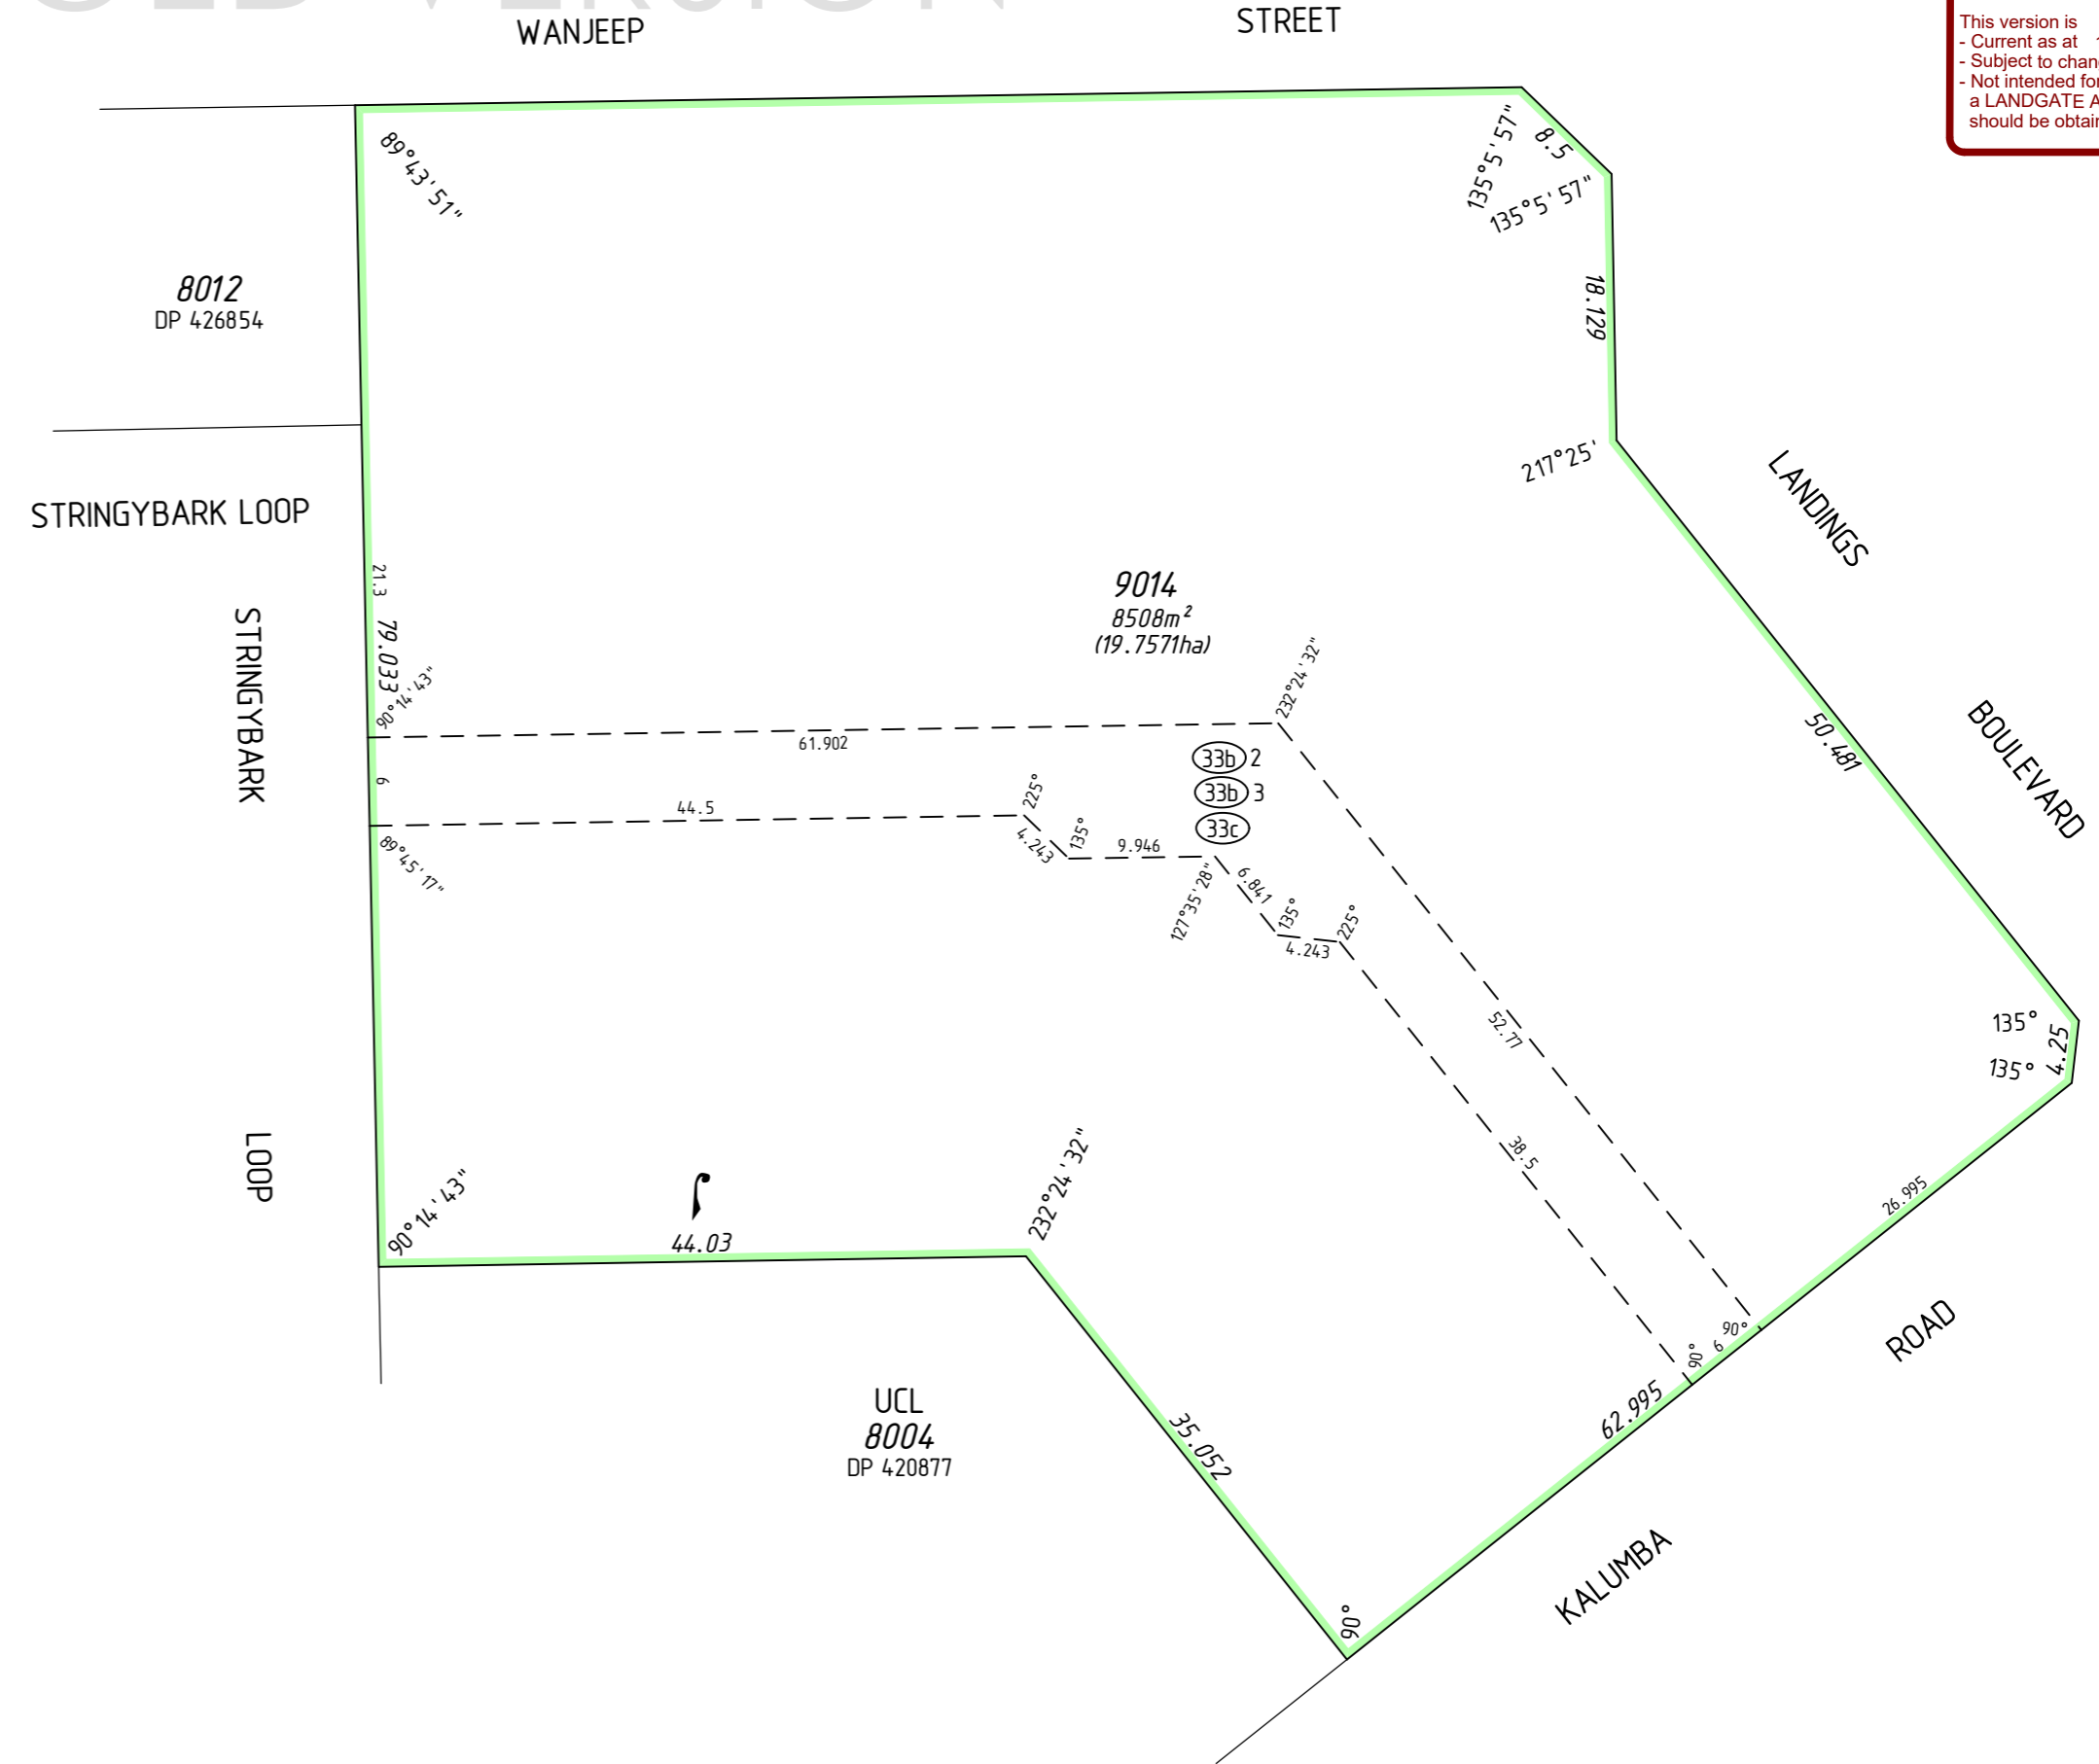 OLD VERSION
WANJEEP STREET
This version is
- Current as at
- Subject to chan
- Not intended for
a LANDGATE A
should be obtain
89°43'51"
135°5'57"
8.5
135°5'57"
8012
DP 426854
18.129
217°25'
STRINGYBARK LOOP
LANDINGS
BOULEVARD
21.3
79.033
90°14'43"
9014
8508m²
(19.7571ha)
232°24'32"
STRINGYBARK
LOOP
61.902
50.481
6
33b 2
33b 3
33c
44.5
225°
4.243
135°
9.946
89°45'17"
127°35'28"
6.841
135°
4.243
225°
52.77
135°
4.25
135°
38.5
26.995
90°14'43"
44.03
232°24'32"
90°
6
90°
62.995
KALUMBA ROAD
UCL
8004
DP 420877
35.052
90°